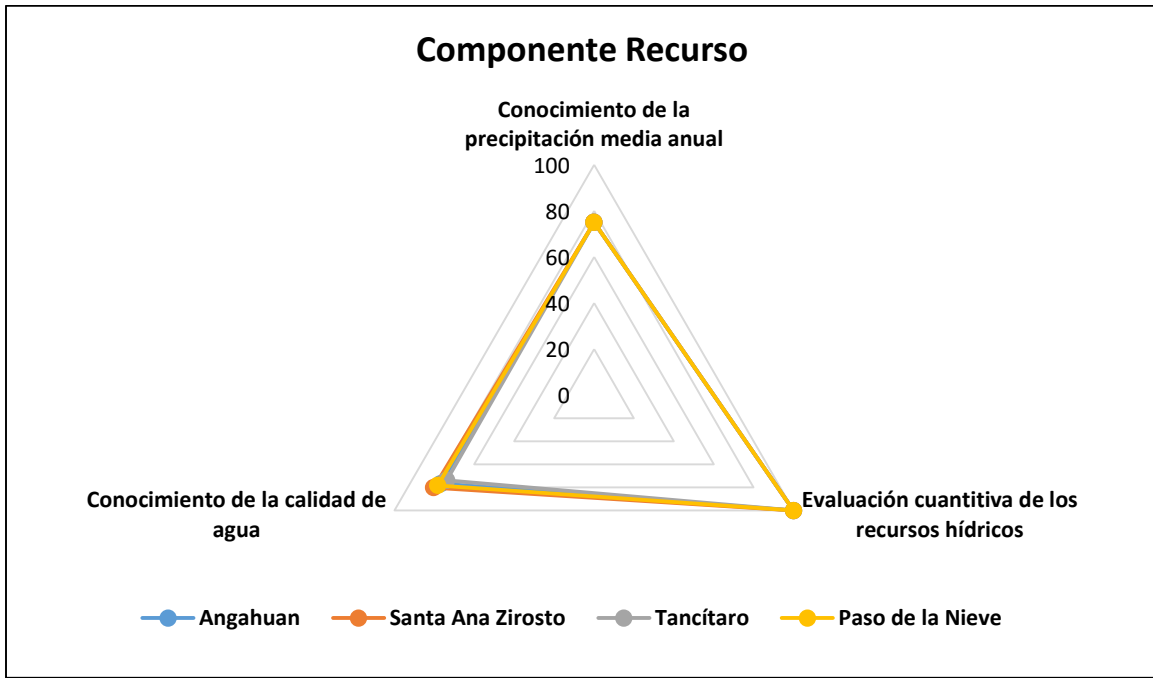 Componente Recurso
Conocimiento de la
precipitación media anual
100
80
60
40
20
0
Conocimiento de la calidad de
agua
Evaluación cuantitiva de los
recursos hídricos
Angahuan
Santa Ana Zirosto
Tancítaro
Paso de la Nieve